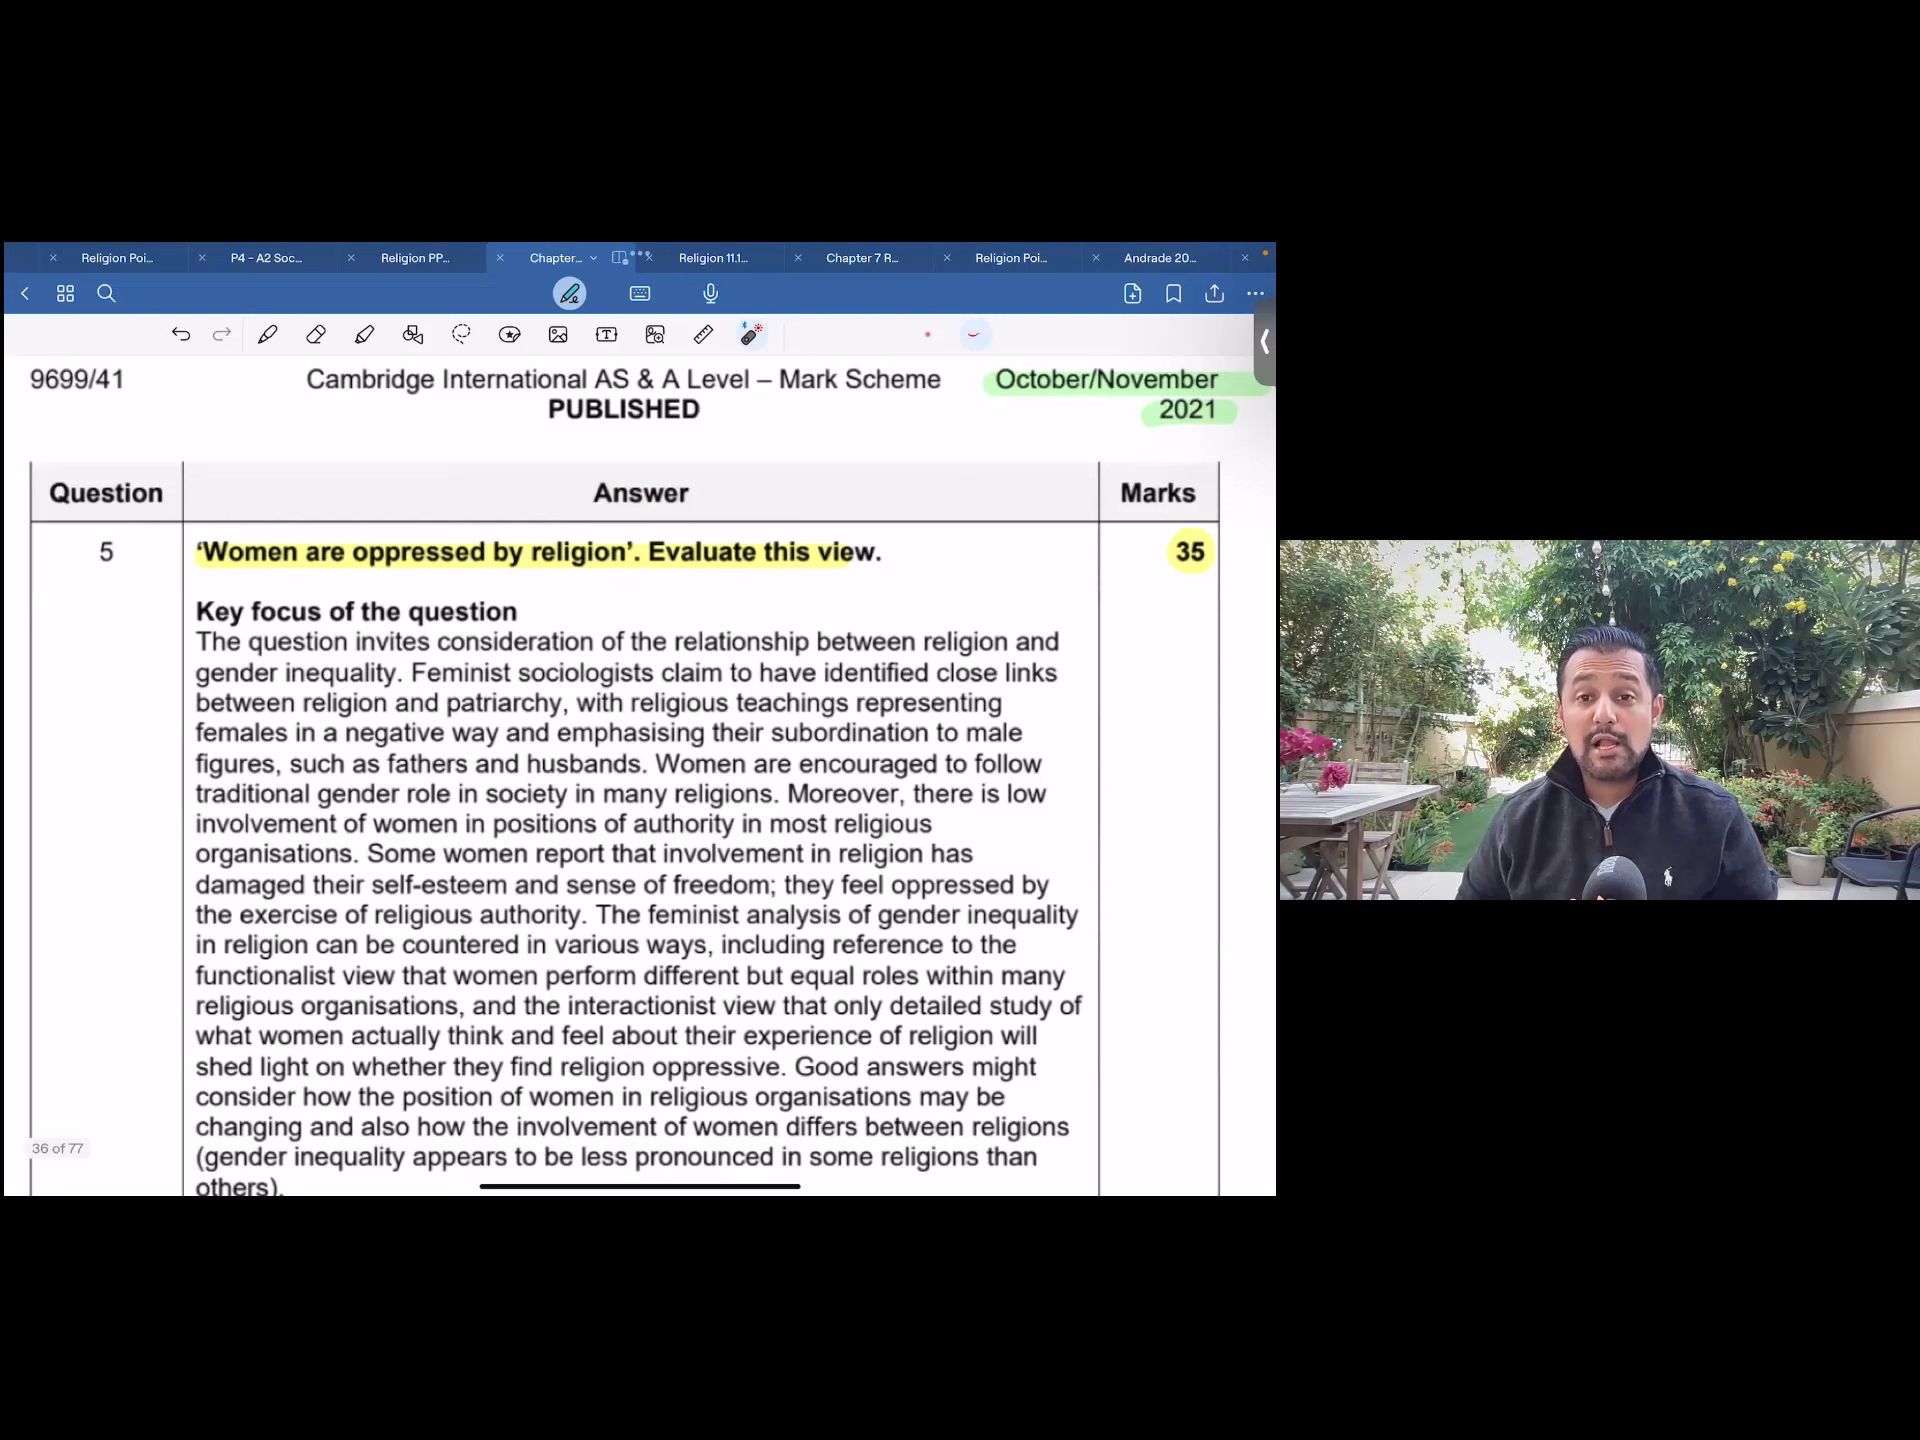 Religion Poi...
P4 - A2 Soc...
Religion PP...
Chapter...
Religion 11.1...
Chapter 7 R...
Religion Poi...
Andrade 20...
9699/41
Cambridge International AS & A Level – Mark Scheme
October/November
PUBLISHED
2021
Question
Answer
Marks
5
‘Women are oppressed by religion’. Evaluate this view.
35
Key focus of the question
The question invites consideration of the relationship between religion and
gender inequality. Feminist sociologists claim to have identified close links
between religion and patriarchy, with religious teachings representing
females in a negative way and emphasising their subordination to male
figures, such as fathers and husbands. Women are encouraged to follow
traditional gender role in society in many religions. Moreover, there is low
involvement of women in positions of authority in most religious
organisations. Some women report that involvement in religion has
damaged their self-esteem and sense of freedom; they feel oppressed by
the exercise of religious authority. The feminist analysis of gender inequality
in religion can be countered in various ways, including reference to the
functionalist view that women perform different but equal roles within many
religious organisations, and the interactionist view that only detailed study of
what women actually think and feel about their experience of religion will
shed light on whether they find religion oppressive. Good answers might
consider how the position of women in religious organisations may be
changing and also how the involvement of women differs between religions
(gender inequality appears to be less pronounced in some religions than
others).
36 of 77